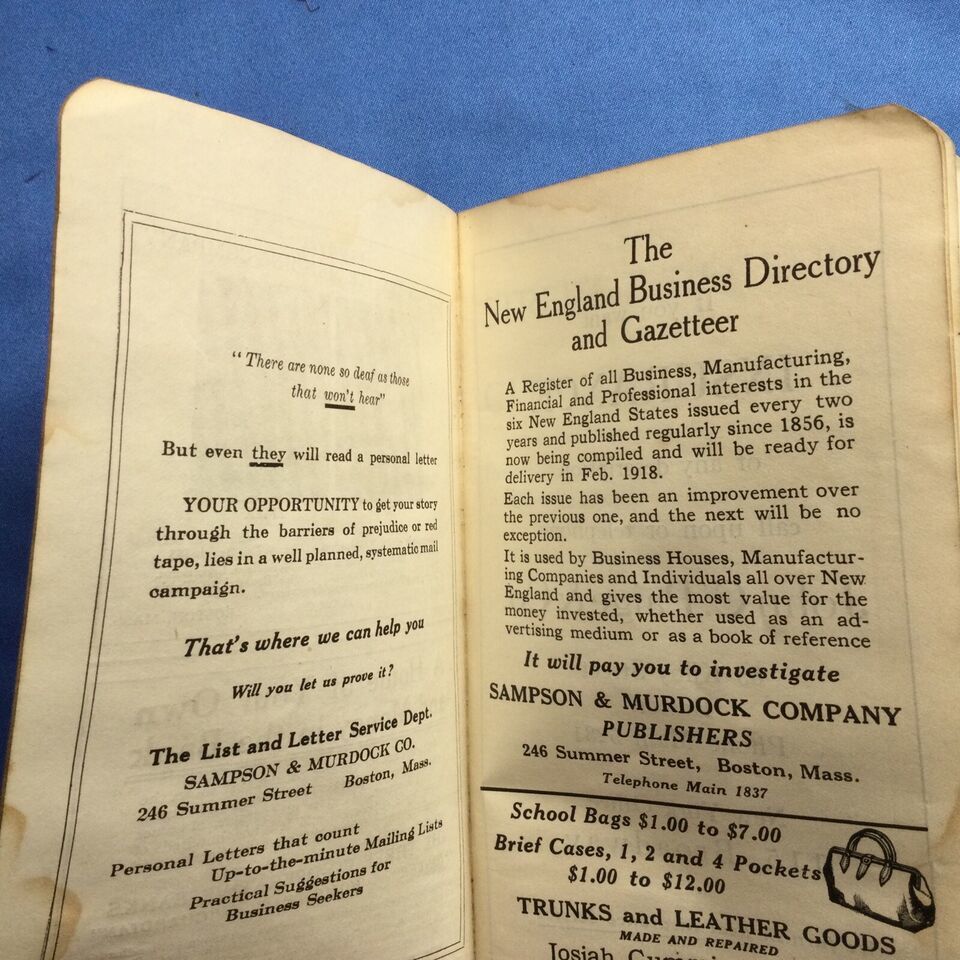 "There are none so deaf as those
that won't hear"
But even they will read a personal letter
YOUR OPPORTUNITY to get your story
through the barriers of prejudice or red
tape, lies in a well planned, systematic mail
campaign.
That's where we can help you
Will you let us prove it?
The List and Letter Service Dept.
SAMPSON & MURDOCK CO.
246 Summer Street Boston, Mass.
Personal Letters that count
Up-to-the-minute Mailing Lists
Practical Suggestions for
Business Seekers
The
New England Business Directory
and Gazetteer
A Register of all Business, Manufacturing,
Financial and Professional interests in the
six New England States issued every two
years and published regularly since 1856, is
now being compiled and will be ready for
delivery in Feb. 1918.
Each issue has been an improvement over
the previous one, and the next will be no
exception.
It is used by Business Houses, Manufactur-
ing Companies and Individuals all over New
England and gives the most value for the
money invested, whether used as an ad-
vertising medium or as a book of reference
It will pay you to investigate
SAMPSON & MURDOCK COMPANY
PUBLISHERS
246 Summer Street, Boston, Mass.
Telephone Main 1837
School Bags $1.00 to $7.00
Brief Cases, 1, 2 and 4 Pockets
$1.00 to $12.00
TRUNKS and LEATHER GOODS
MADE AND REPAIRED
Josiah